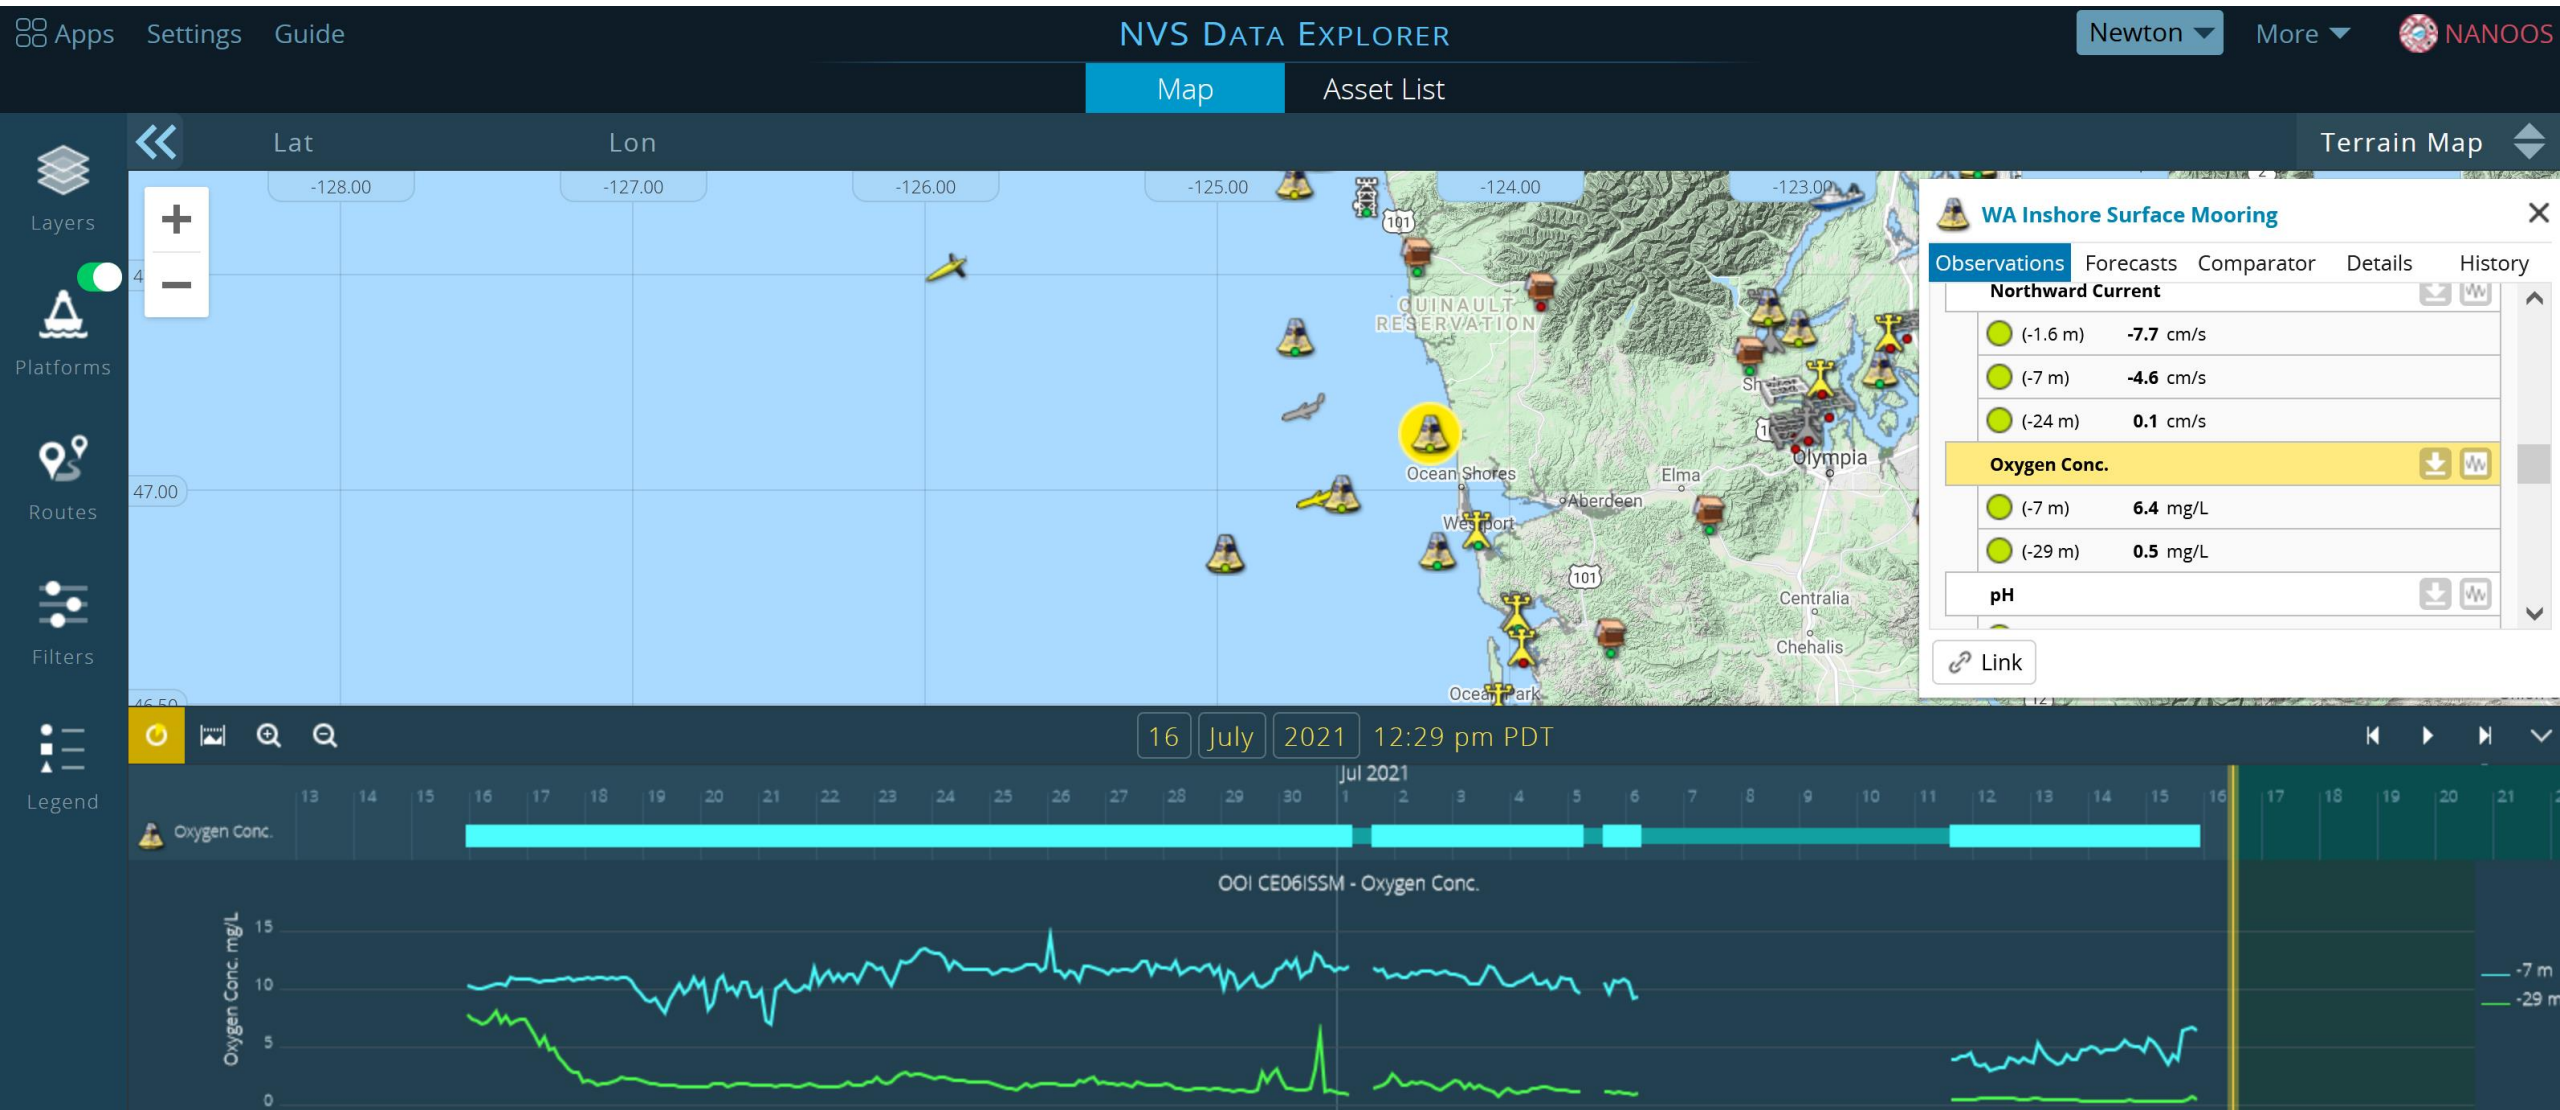 Apps Settings Guide
NVS DATA EXPLORER
Newton More NANOOS
Map Asset List
Lat Lon
Terrain Map
Layers
Platforms
Routes
Filters
Legend
-128.00 -127.00 -126.00 -125.00 -124.00 -123.00
47.00
46.50
101
QUINAULT
RESERVATION
Ocean Shores
Olympia
Elma
Aberdeen
Westport
101
Centralia
Chehalis
Ocean Park
12
WA Inshore Surface Mooring
Observations Forecasts Comparator Details History
Northward Current
(-1.6 m) -7.7 cm/s
(-7 m) -4.6 cm/s
(-24 m) 0.1 cm/s
Oxygen Conc.
(-7 m) 6.4 mg/L
(-29 m) 0.5 mg/L
pH
Link
16 July 2021 12:29 pm PDT
Jul 2021
13 14 15 16 17 18 19 20 21 22 23 24 25 26 27 28 29 30 1 2 3 4 5 6 7 8 9 10 11 12 13 14 15 16 17 18 19 20 21
Oxygen Conc.
OOI CE06ISSM - Oxygen Conc.
Oxygen Conc. mg/L
15
10
5
0
-7 m
-29 m